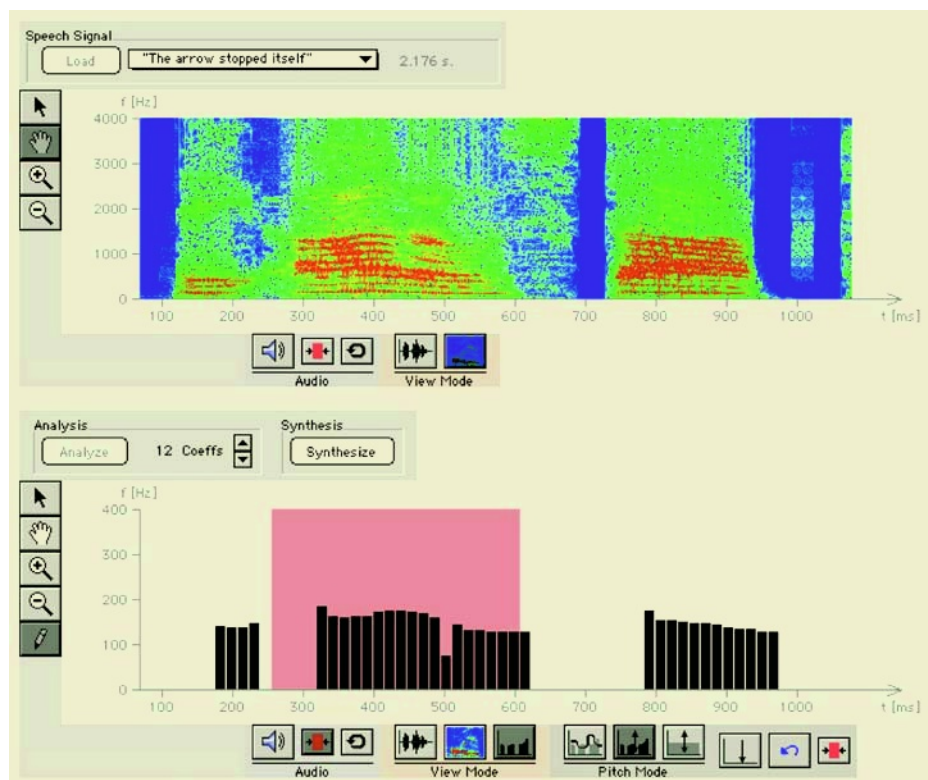 Speech Signal
Load "The arrow stopped itself" 2.176 s.
f [Hz]
4000
3000
2000
1000
0
100 200 300 400 500 600 700 800 900 1000
t [ms]
Audio View Mode
Analysis Synthesis
Analyze 12 Coeffs Synthesize
f [Hz]
400
300
200
100
0
100 200 300 400 500 600 700 800 900 1000
t [ms]
Audio View Mode Pitch Mode